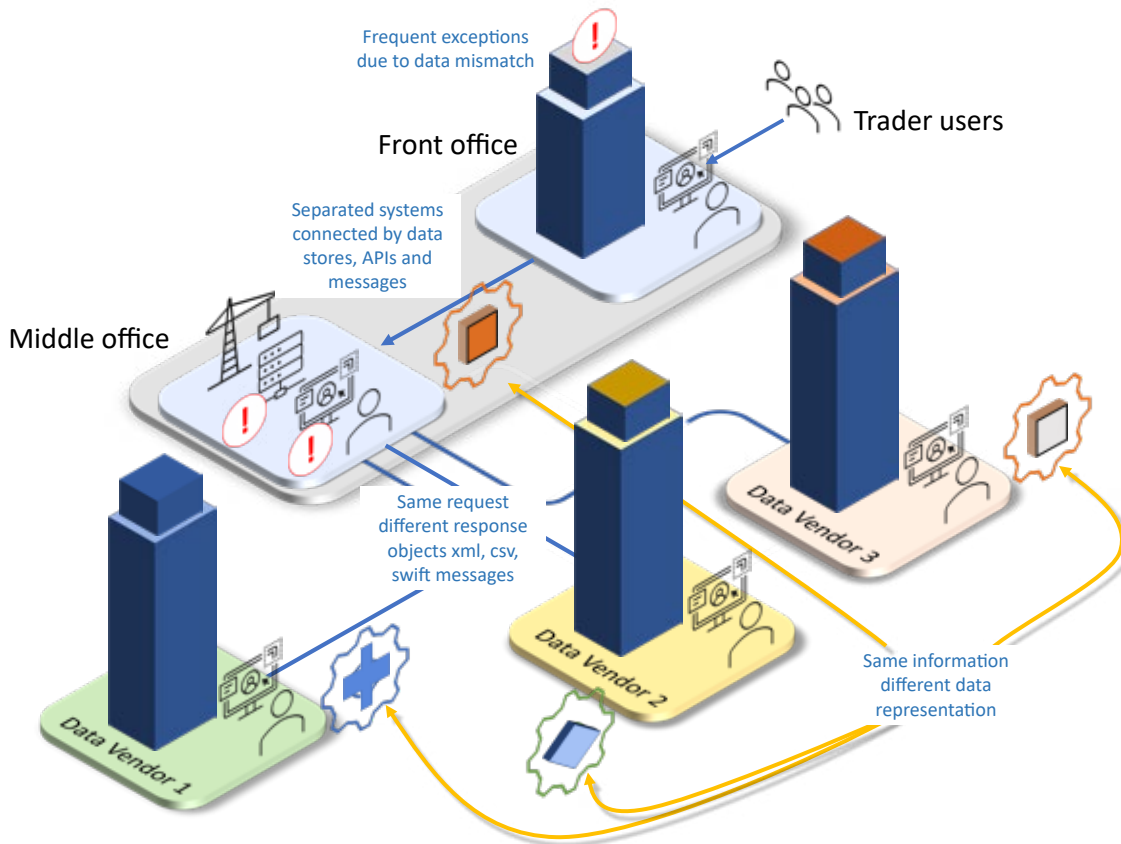 Frequent exceptions
due to data mismatch
Trader users
Front office
Separated systems
connected by data
stores, APIs and
messages
Middle office
Same request
different response
objects xml, csv,
swift messages
Data Vendor 3
Data Vendor 2
Same information
different data
representation
Data Vendor 1